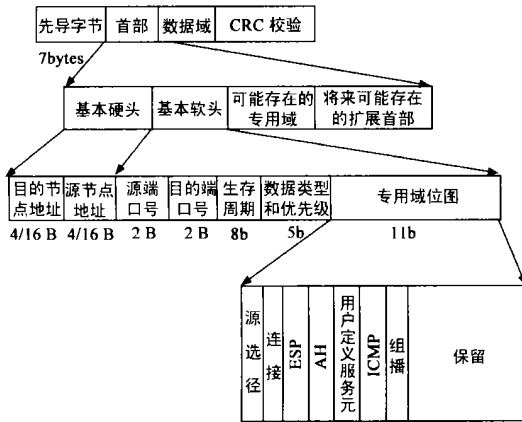 先导字节 首部 数据域 CRC 校验
7bytes
基本硬头 基本软头 可能存在的专用域 将来可能存在的扩展首部
目的节点地址 源节点地址 源端口号 目的端口号 生存周期 数据类型和优先级 专用域位图
4/16 B 4/16 B 2 B 2 B 8b 5b 11b
源选径 连接 ESP AH 用户定义服务元 ICMP 组播 保留